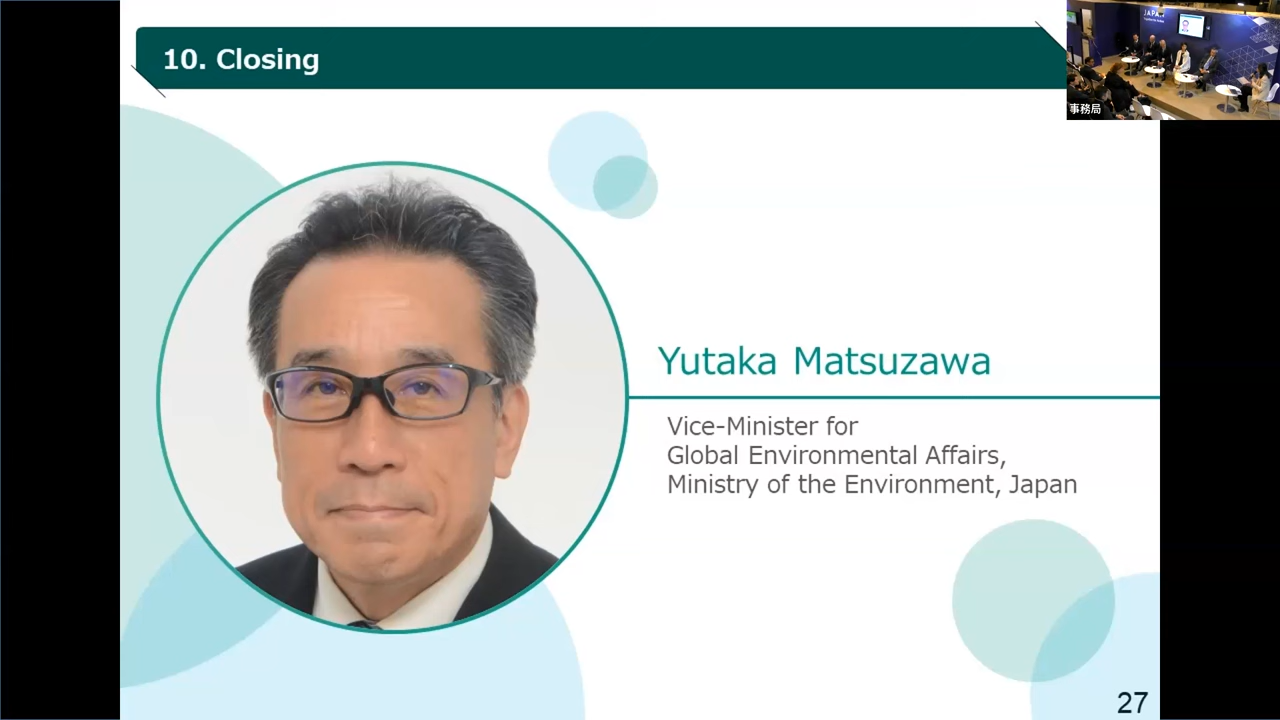 10. Closing
JAPAN
事務局
Yutaka Matsuzawa
Vice-Minister for
Global Environmental Affairs,
Ministry of the Environment, Japan
27